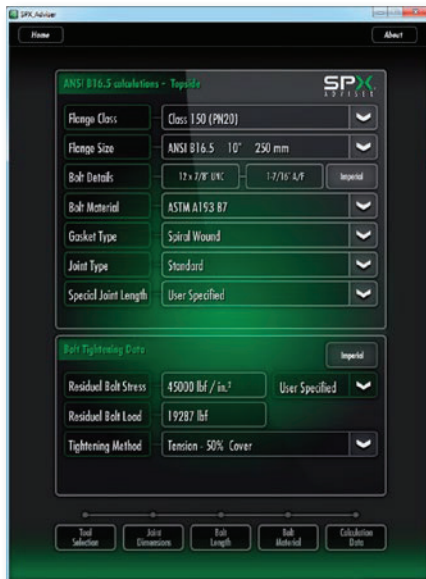 SPX_Adviser
Home
About
ANSI B16.5 calculations - Topside
SPX
ADVISER
Flange Class
Class 150 (PN20)
Flange Size
ANSI B16.5 10" 250 mm
Bolt Details
12 x 7/8" UNC
1-7/16" A/F
Imperial
Bolt Material
ASTM A193 B7
Gasket Type
Spiral Wound
Joint Type
Standard
Special Joint Length
User Specified
Bolt Tightening Data
Imperial
Residual Bolt Stress
45000 lbf / in.²
User Specified
Residual Bolt Load
19287 lbf
Tightening Method
Tension - 50% Cover
Tool
Selection
Joint
Dimensions
Bolt
Length
Bolt
Material
Calculation
Data